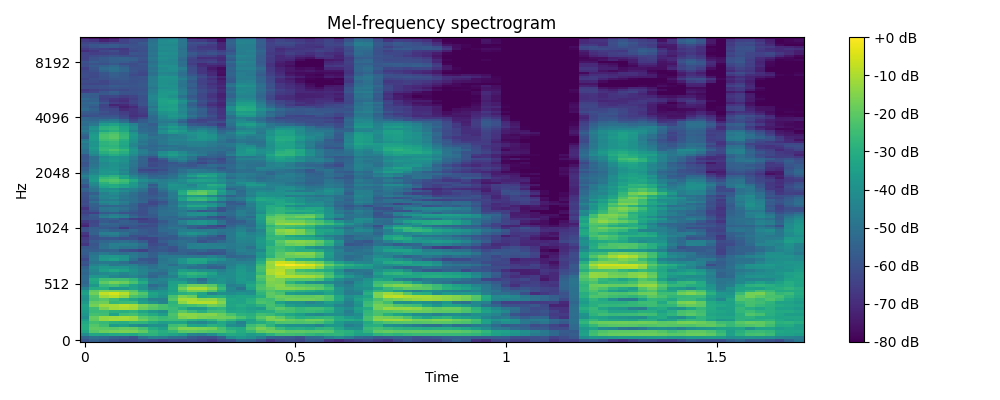 Mel-frequency spectrogram
Hz
8192
4096
2048
1024
512
0
0 0.5 1 1.5
Time
+0 dB
-10 dB
-20 dB
-30 dB
-40 dB
-50 dB
-60 dB
-70 dB
-80 dB